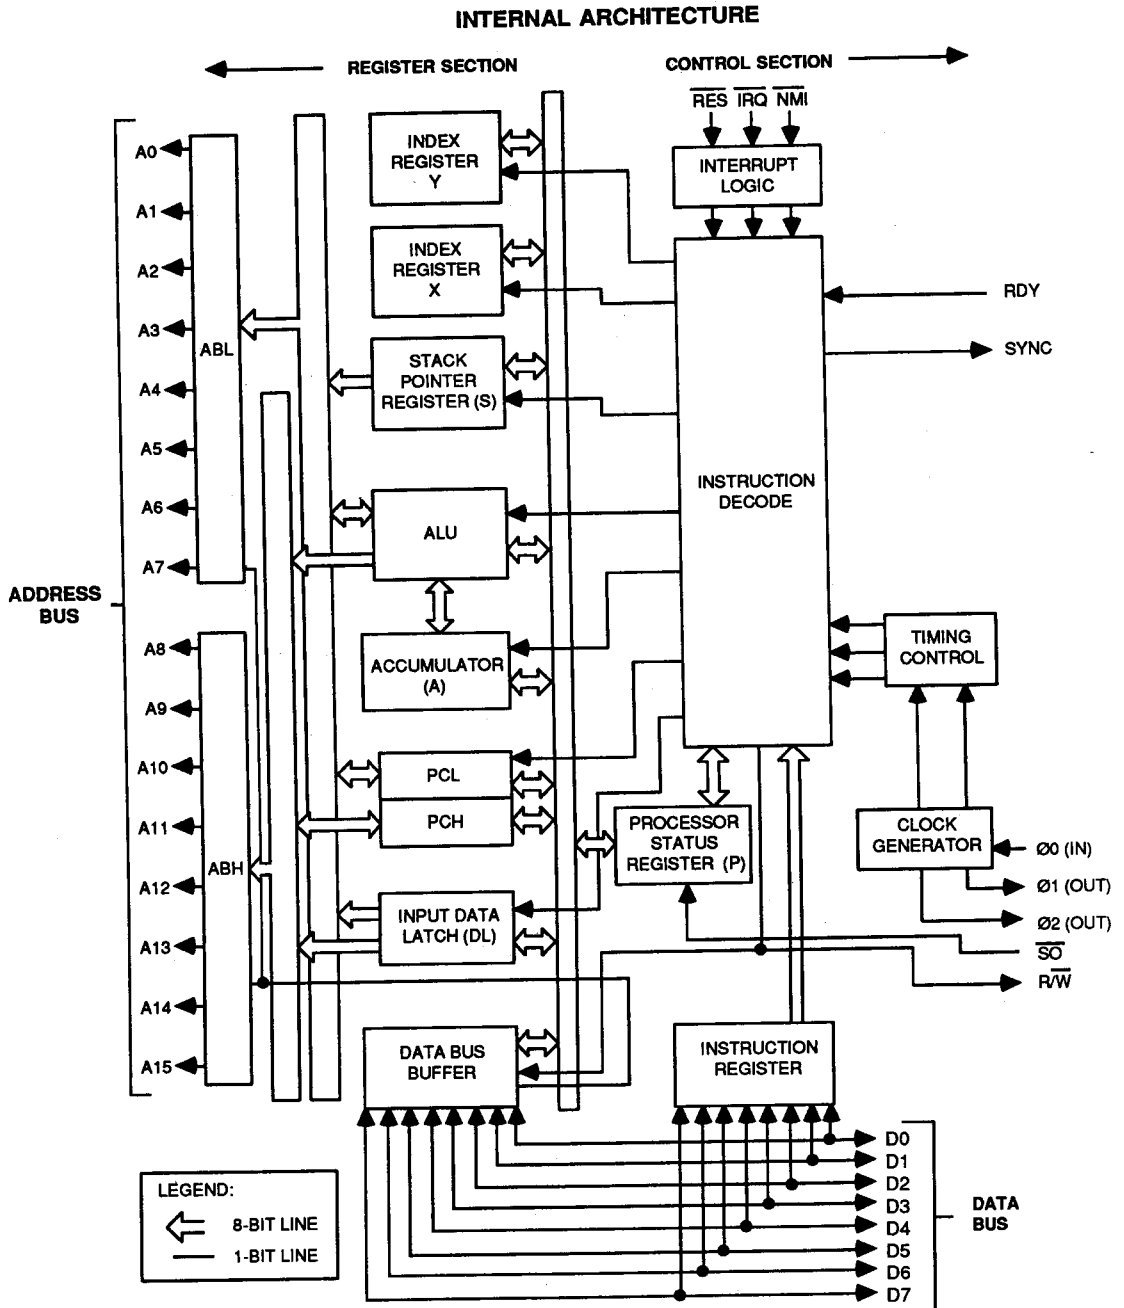 INTERNAL ARCHITECTURE
REGISTER SECTION
CONTROL SECTION
RES IRQ NMI
INTERRUPT
LOGIC
INDEX
REGISTER
Y
INDEX
REGISTER
X
STACK
POINTER
REGISTER (S)
ALU
ACCUMULATOR
(A)
PCL
PCH
INPUT DATA
LATCH (DL)
DATA BUS
BUFFER
INSTRUCTION
DECODE
RDY
SYNC
TIMING
CONTROL
CLOCK
GENERATOR
Ø0 (IN)
Ø1 (OUT)
Ø2 (OUT)
SO
R/W
PROCESSOR
STATUS
REGISTER (P)
INSTRUCTION
REGISTER
ADDRESS
BUS
A0
A1
A2
A3
A4
A5
A6
A7
A8
A9
A10
A11
A12
A13
A14
A15
ABL
ABH
D0
D1
D2
D3
D4
D5
D6
D7
DATA
BUS
LEGEND:
8-BIT LINE
1-BIT LINE